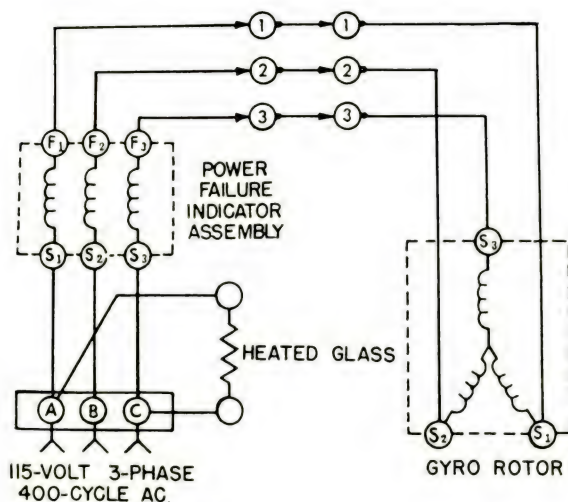 1 1
2 2
3 3
F1 F2 F3
POWER
FAILURE
INDICATOR
ASSEMBLY
S1 S2 S3
S3
HEATED GLASS
A B C
S2 S1
115-VOLT 3-PHASE
400-CYCLE AC.
GYRO ROTOR